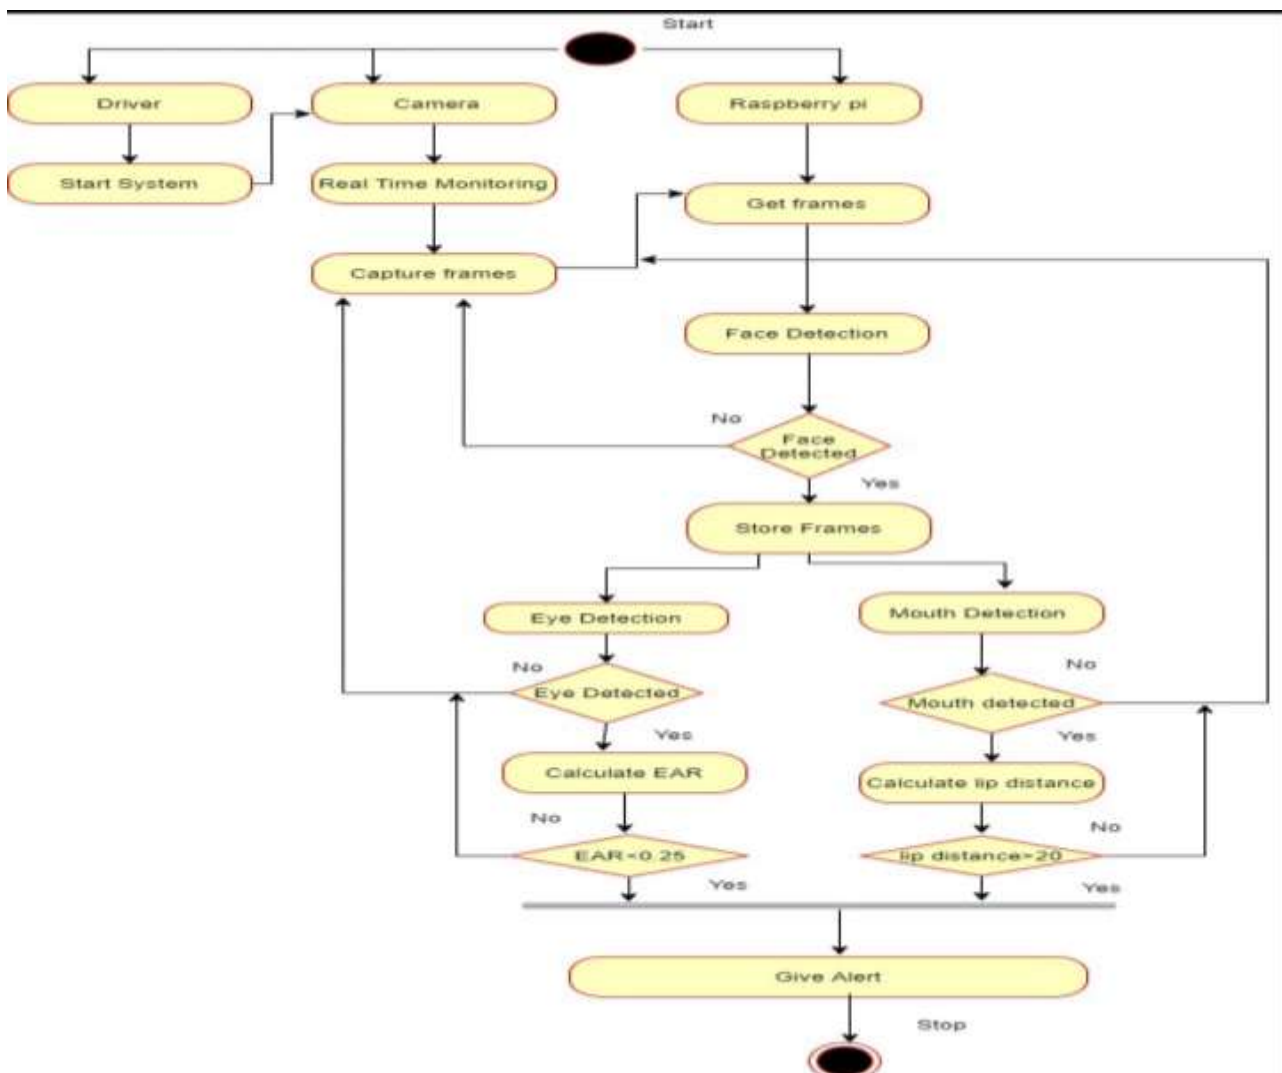 Start
Driver
Camera
Raspberry pi
Start System
Real Time Monitoring
Get frames
Capture frames
Face Detection
No
Face
Detected
Yes
Store Frames
Eye Detection
Mouth Detection
No
No
Eye Detected
Mouth detected
Yes
Yes
Calculate EAR
Calculate lip distance
No
No
EAR<0.25
lip distance>20
Yes
Yes
Give Alert
Stop